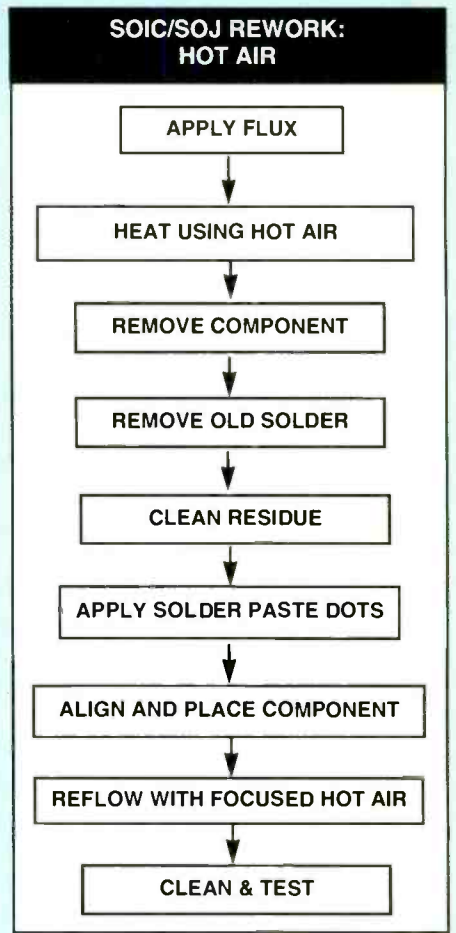 SOIC/SOJ REWORK:
HOT AIR
APPLY FLUX
HEAT USING HOT AIR
REMOVE COMPONENT
REMOVE OLD SOLDER
CLEAN RESIDUE
APPLY SOLDER PASTE DOTS
ALIGN AND PLACE COMPONENT
REFLOW WITH FOCUSED HOT AIR
CLEAN & TEST